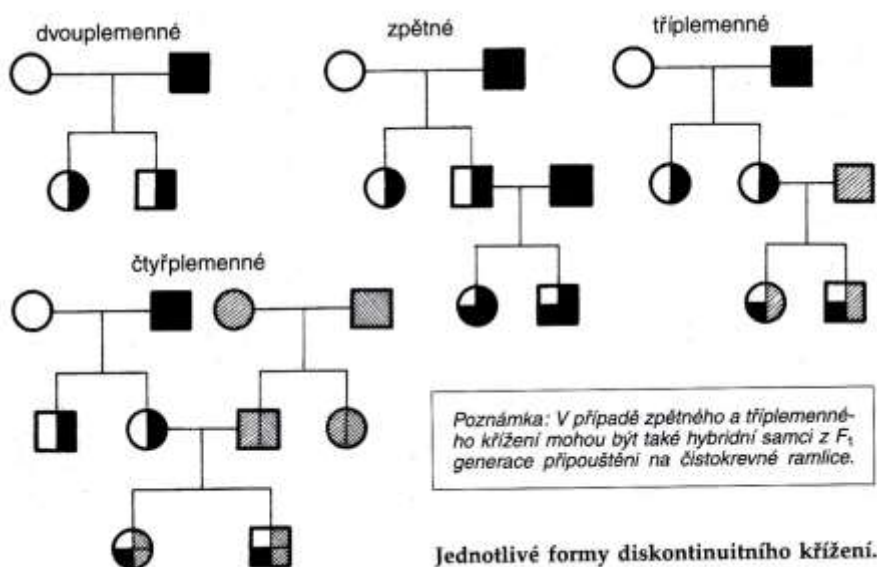 dvouplemenné
zpětné
tříplemenné
čtyřplemenné
Poznámka: V případě zpětného a tříplemenné-
ho křížení mohou být také hybridní samci z F₁
generace připouštěni na čistokrevné ramlice.
Jednotlivé formy diskontinuitního křížení.